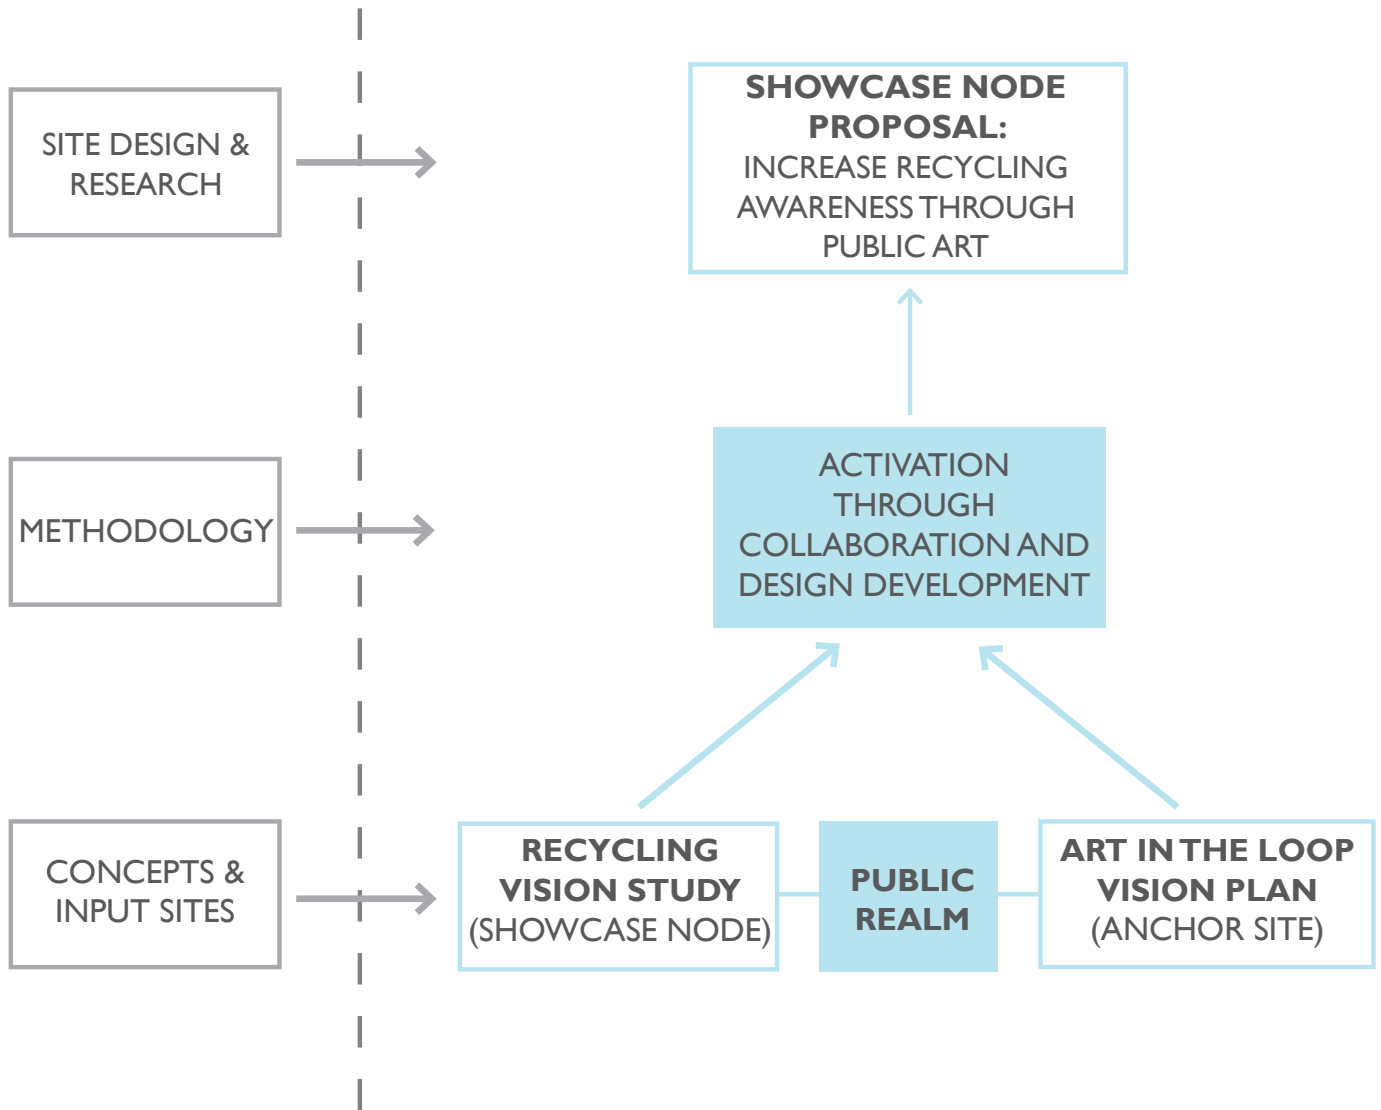 SITE DESIGN &
RESEARCH
SHOWCASE NODE
PROPOSAL:
INCREASE RECYCLING
AWARENESS THROUGH
PUBLIC ART
METHODOLOGY
ACTIVATION
THROUGH
COLLABORATION AND
DESIGN DEVELOPMENT
CONCEPTS &
INPUT SITES
RECYCLING
VISION STUDY
(SHOWCASE NODE)
PUBLIC
REALM
ART IN THE LOOP
VISION PLAN
(ANCHOR SITE)